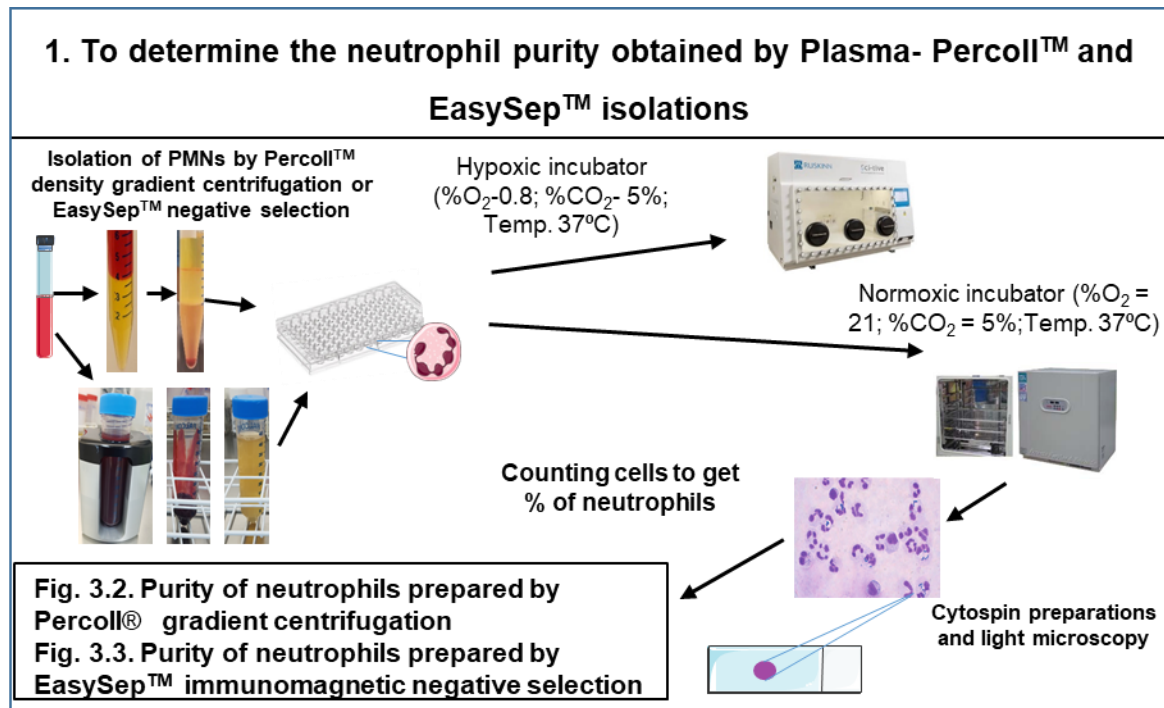 1. To determine the neutrophil purity obtained by Plasma- Percoll™ and
EasySep™ isolations
Isolation of PMNs by Percoll™
density gradient centrifugation or
EasySep™ negative selection
Hypoxic incubator
(%O₂-0.8; %CO₂- 5%;
Temp. 37ºC)
RUSKINN
Normoxic incubator (%O₂ =
21; %CO₂ = 5%;Temp. 37ºC)
3
2
Counting cells to get
% of neutrophils
Cytospin preparations
and light microscopy
Fig. 3.2. Purity of neutrophils prepared by
Percoll® gradient centrifugation
Fig. 3.3. Purity of neutrophils prepared by
EasySep™ immunomagnetic negative selection